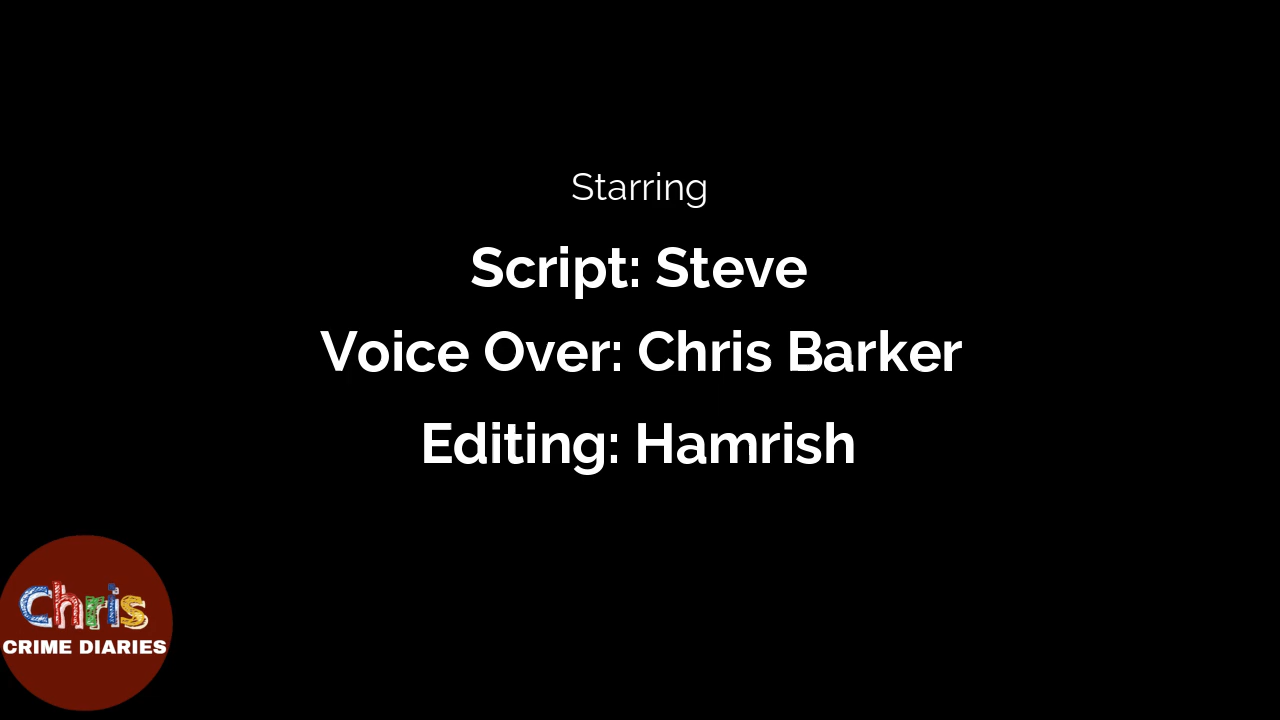 Starring
Script: Steve
Voice Over: Chris Barker
Editing: Hamrish
Chris
CRIME DIARIES